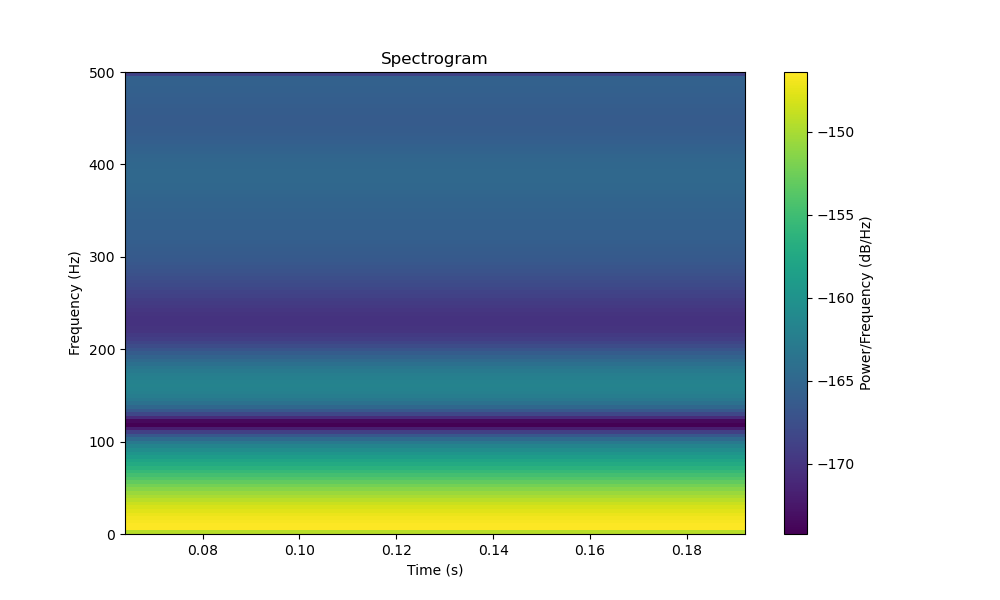 Spectrogram
500
400
300
200
100
0
Frequency (Hz)
0.08 0.10 0.12 0.14 0.16 0.18
Time (s)
−150
−155
−160
−165
−170
Power/Frequency (dB/Hz)